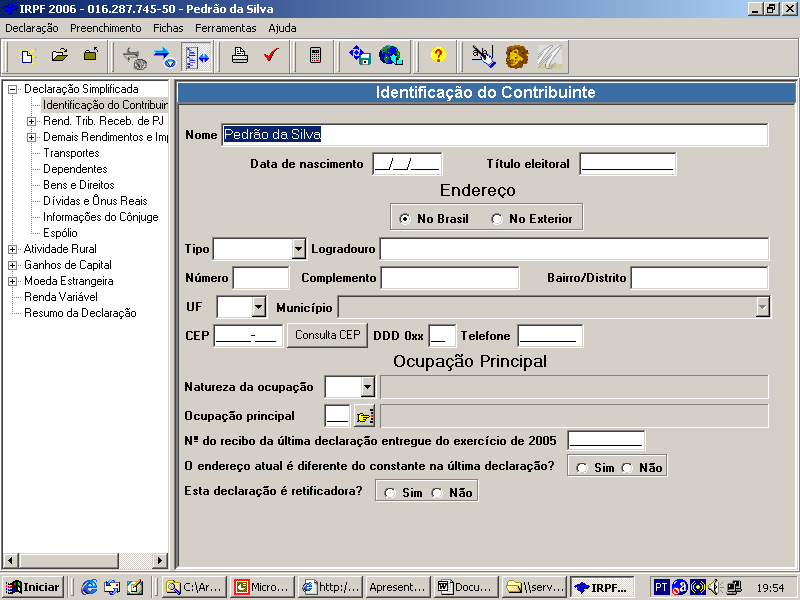 IRPF 2006 - 016.287.745-50 - Pedrão da Silva
Declaração Preenchimento Fichas Ferramentas Ajuda
Declaração Simplificada
Identificação do Contribuin
Rend. Trib. Receb. de PJ
Demais Rendimentos e Imp
Transportes
Dependentes
Bens e Direitos
Dívidas e Ônus Reais
Informações do Cônjuge
Espólio
Atividade Rural
Ganhos de Capital
Moeda Estrangeira
Renda Variável
Resumo da Declaração
Identificação do Contribuinte
Nome Pedrão da Silva
Data de nascimento __/__/____ Título eleitoral
Endereço
No Brasil No Exterior
Tipo Logradouro
Número Complemento Bairro/Distrito
UF Município
CEP _____-___ Consulta CEP DDD 0xx __ Telefone
Ocupação Principal
Natureza da ocupação
Ocupação principal
Nº do recibo da última declaração entregue do exercício de 2005
O endereço atual é diferente do constante na última declaração? Sim Não
Esta declaração é retificadora? Sim Não
Iniciar C:\Ar... Micro... http:/... Apresent... Docu... \\serv... IRPF... PT 19:54